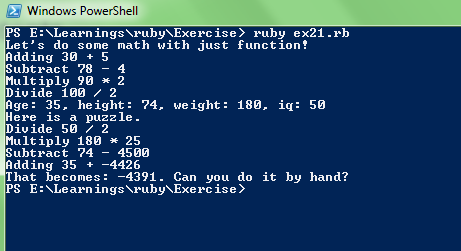 Windows PowerShell
PS E:\Learnings\ruby\Exercise> ruby ex21.rb
Let's do some math with just function!
Adding 30 + 5
Subtract 78 - 4
Multiply 90 * 2
Divide 100 / 2
Age: 35, height: 74, weight: 180, iq: 50
Here is a puzzle.
Divide 50 / 2
Multiply 180 * 25
Subtract 74 - 4500
Adding 35 + -4426
That becomes: -4391. Can you do it by hand?
PS E:\Learnings\ruby\Exercise>